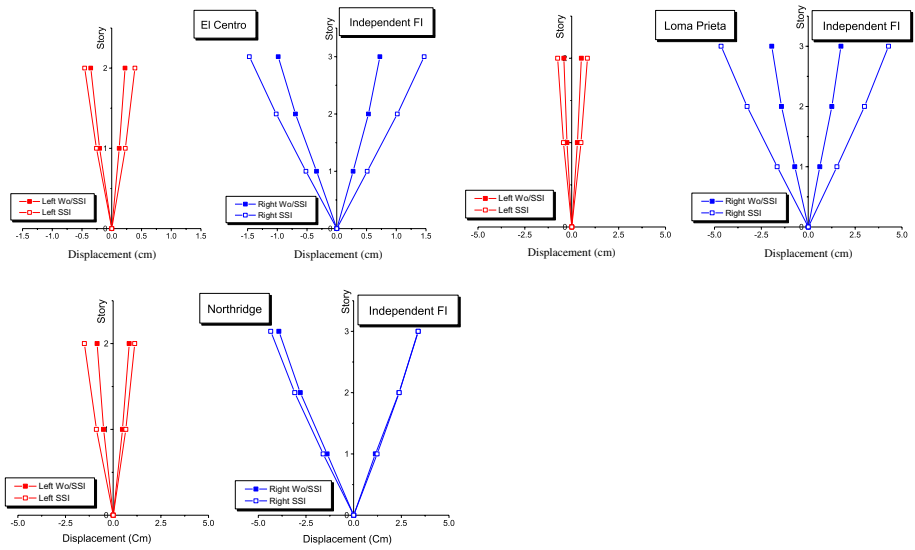 El Centro
Independent FI
Story
Story
3
2
2
1
1
0
0
Left Wo/SSI
Left SSI
Right Wo/SSI
Right SSI
-1.5 -1.0 -0.5 0.0 0.5 1.0 1.5
-1.5 -1.0 -0.5 0.0 0.5 1.0 1.5
Displacement (cm)
Displacement (cm)
Loma Prieta
Independent FI
Story
Story
3
2
2
1
1
0
0
Left Wo/SSI
Left SSI
Right Wo/SSI
Right SSI
-5.0 -2.5 0.0 2.5 5.0
-5.0 -2.5 0.0 2.5 5.0
Displacement (cm)
Displacement (cm)
Northridge
Independent FI
Story
Story
3
2
2
1
1
0
0
Left Wo/SSI
Left SSI
Right Wo/SSI
Right SSI
-5.0 -2.5 0.0 2.5 5.0
-5.0 -2.5 0.0 2.5 5.0
Displacement (Cm)
Displacement (Cm)